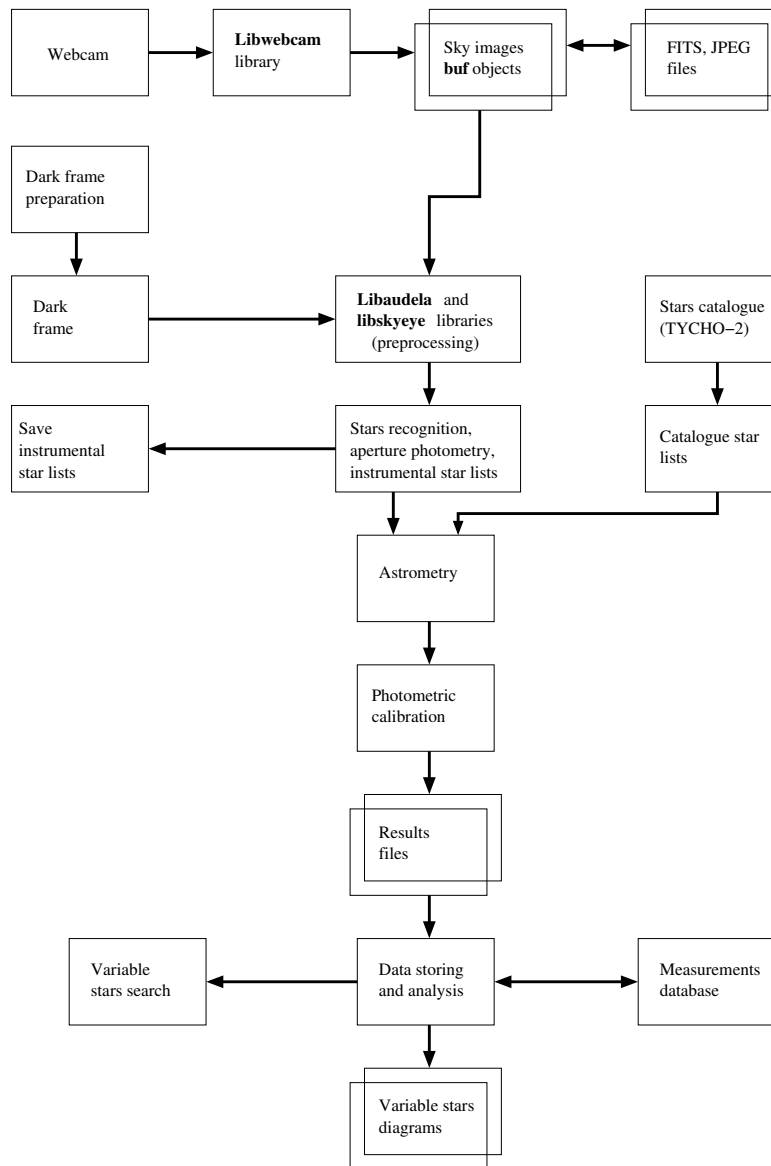 Webcam
Libwebcam
library
Sky images
buf objects
FITS, JPEG
files
Dark frame
preparation
Dark
frame
Libaudela and
libskyeye libraries
(preprocessing)
Stars catalogue
(TYCHO−2)
Save
instrumental
star lists
Stars recognition,
aperture photometry,
instrumental star lists
Catalogue star
lists
Astrometry
Photometric
calibration
Results
files
Variable
stars search
Data storing
and analysis
Measurements
database
Variable stars
diagrams